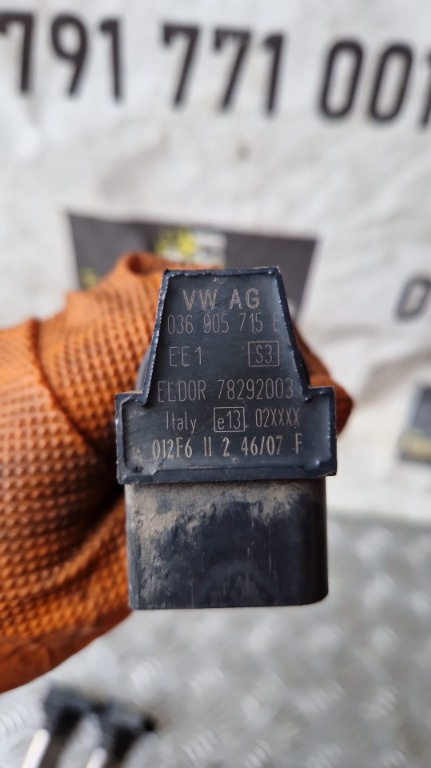 791 771 001
VW AG
036 905 715 E
EE1 S3
ELDOR 78292003
Italy e13 02XXXX
012F6 II 2 46/07 F